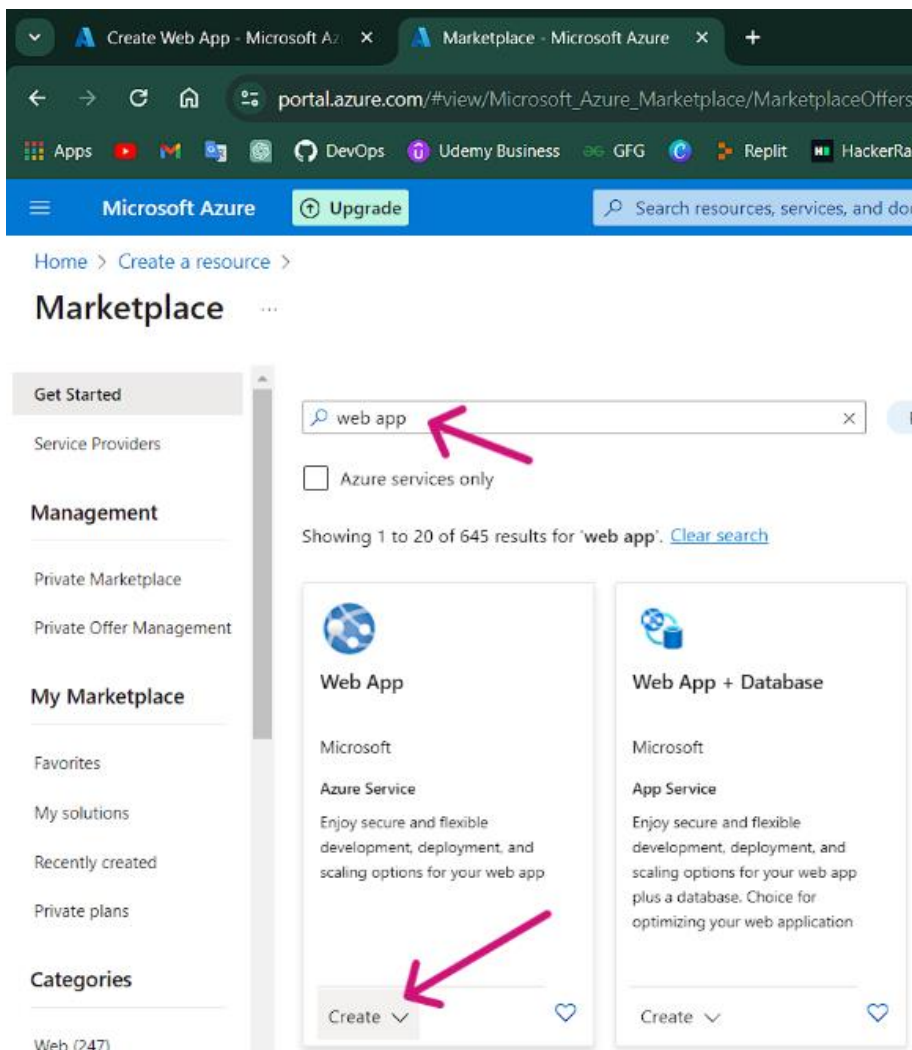 Create Web App - Microsoft Az
Marketplace - Microsoft Azure
portal.azure.com/#view/Microsoft_Azure_Marketplace/MarketplaceOffers
Apps DevOps Udemy Business GFG Replit HackerRa
Microsoft Azure Upgrade Search resources, services, and do
Home > Create a resource >
Marketplace ...
Get Started
Service Providers
Management
Private Marketplace
Private Offer Management
My Marketplace
Favorites
My solutions
Recently created
Private plans
Categories
Web (247)
web app
Azure services only
Showing 1 to 20 of 645 results for 'web app'. Clear search
Web App
Microsoft
Azure Service
Enjoy secure and flexible
development, deployment, and
scaling options for your web app
Create
Web App + Database
Microsoft
App Service
Enjoy secure and flexible
development, deployment, and
scaling options for your web app
plus a database. Choice for
optimizing your web application
Create